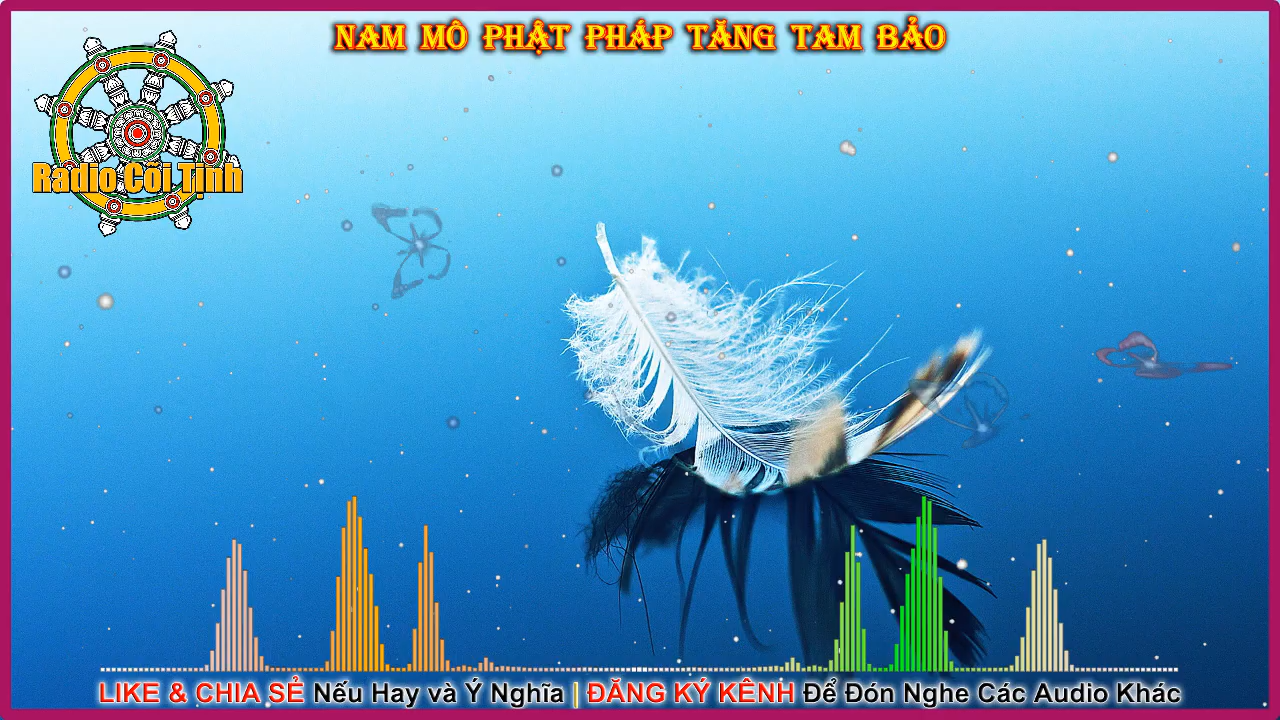 NAM MÔ PHẬT PHÁP TĂNG TAM BẢO
Radio Cõi Tịnh
LIKE & CHIA SẺ Nếu Hay và Ý Nghĩa | ĐĂNG KÝ KÊNH Để Đón Nghe Các Audio Khác